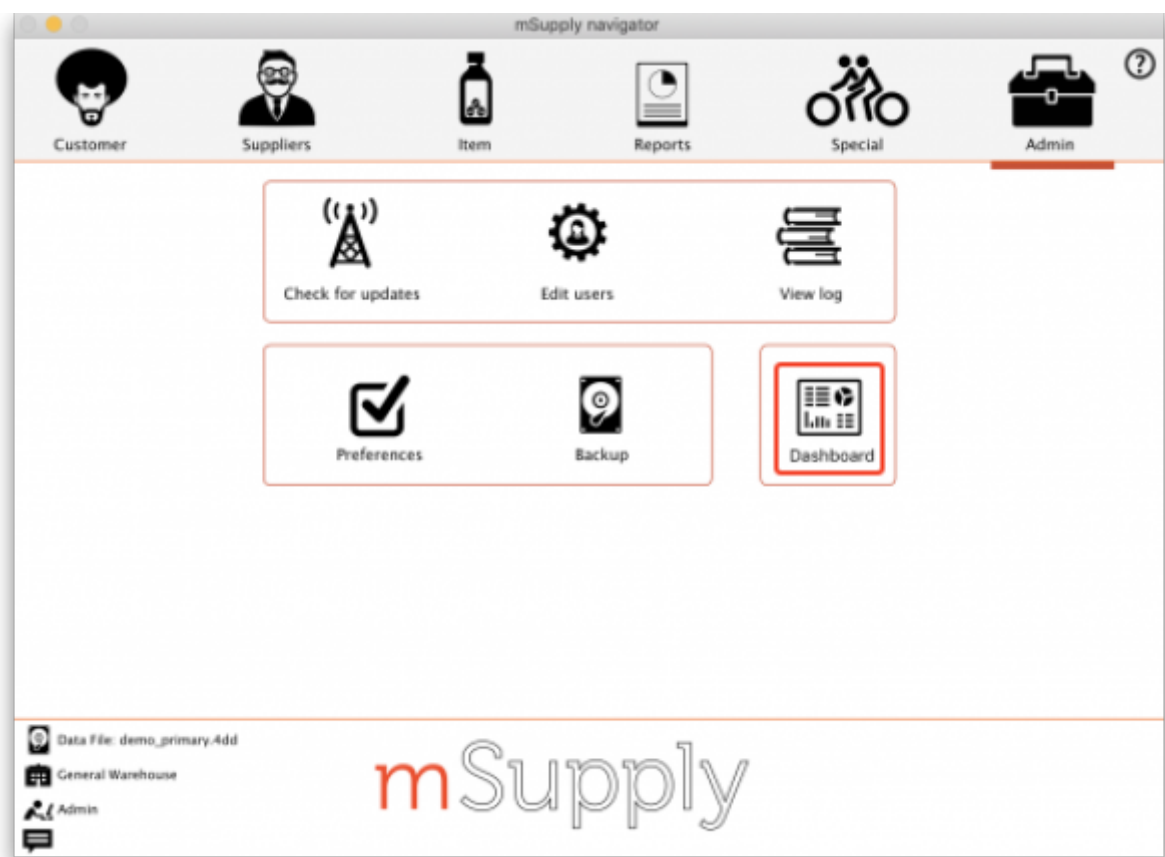 mSupply navigator
?
Customer Suppliers Item Reports Special Admin
Check for updates Edit users View log
Preferences Backup Dashboard
Data File: demo_primary.4dd
General Warehouse
Admin
mSupply